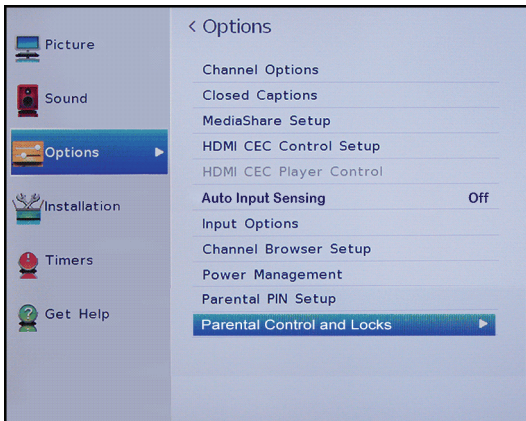 Picture
Sound
Options
Installation
Timers
Get Help
< Options
Channel Options
Closed Captions
MediaShare Setup
HDMI CEC Control Setup
HDMI CEC Player Control
Auto Input Sensing Off
Input Options
Channel Browser Setup
Power Management
Parental PIN Setup
Parental Control and Locks